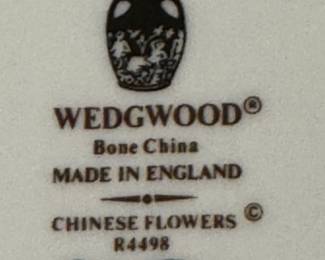 WEDGWOOD®
Bone China
MADE IN ENGLAND
CHINESE FLOWERS ©
R4498